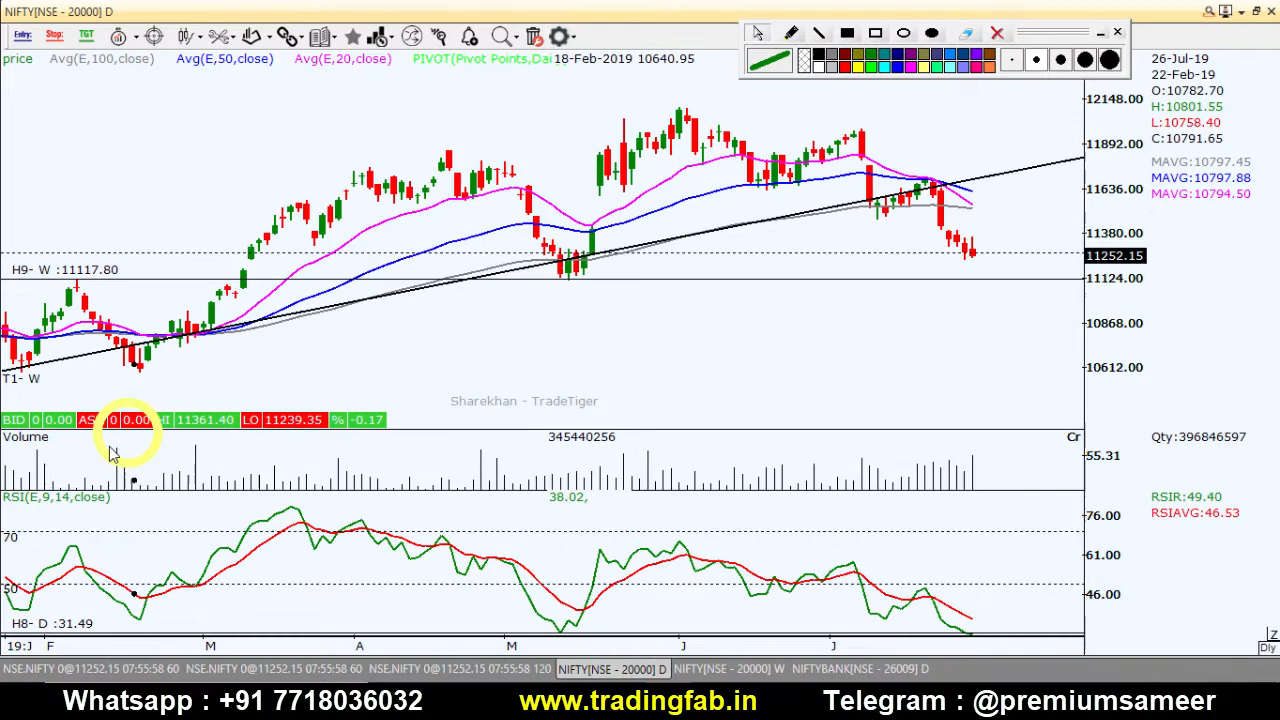 NIFTY[NSE - 20000] D
Entry: Stop: TGT
price Avg(E,100,close) Avg(E,50,close) Avg(E,20,close) PIVOT(Pivot Points,Dai 18-Feb-2019 10640.95
26-Jul-19
22-Feb-19
O:10782.70
H:10801.55
L:10758.40
C:10791.65
MAVG:10797.45
MAVG:10797.88
MAVG:10794.50
12148.00
11892.00
11636.00
11380.00
11252.15
11124.00
10868.00
10612.00
H9- W :11117.80
T1- W
Sharekhan - TradeTiger
BID 0 0.00 AS 0 0.00 HI 11361.40 LO 11239.35 % -0.17
Volume 345440256 Cr
55.31
Qty:396846597
RSI(E,9,14,close) 38.02,
RSIR:49.40
RSIAVG:46.53
70
50
76.00
61.00
46.00
H8- D :31.49
19:J F M A M J J
Z
Dly
NSE.NIFTY 0@11252.15 07:55:58 60 NSE.NIFTY 0@11252.15 07:55:58 60 NSE.NIFTY 0@11252.15 07:55:58 120 NIFTY[NSE - 20000] D NIFTY[NSE - 20000] W NIFTYBANK[NSE - 26009] D
Whatsapp : +91 7718036032 www.tradingfab.in Telegram : @premiumsameer